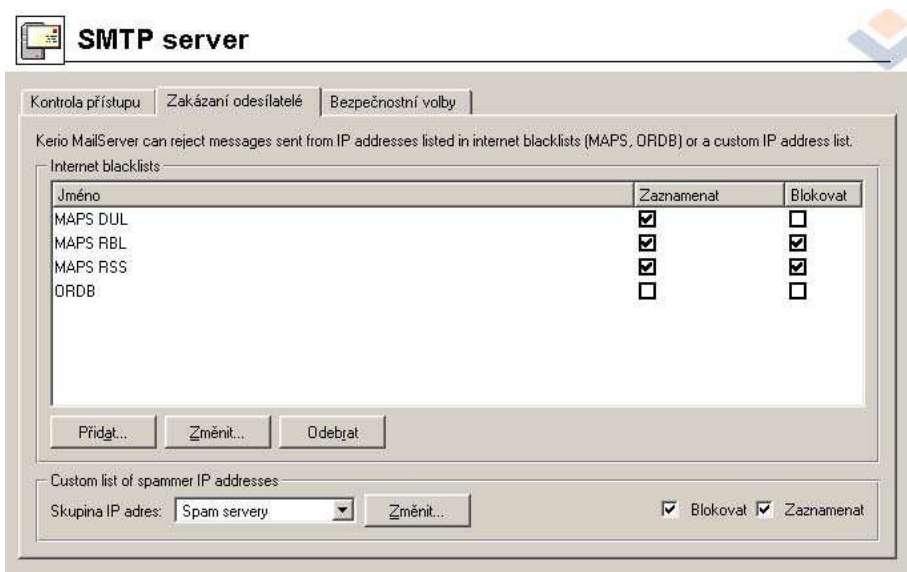 SMTP server
Kontrola přístupu Zakázaní odesílatelé Bezpečnostní volby
Kerio MailServer can reject messages sent from IP addresses listed in internet blacklists (MAPS, ORDB) or a custom IP address list.
Internet blacklists
Jméno Zaznamenat Blokovat
MAPS DUL
MAPS RBL
MAPS RSS
ORDB
Přidat... Změnit... Odebrat
Custom list of spammer IP addresses
Skupina IP adres: Spam servery Změnit... Blokovat Zaznamenat